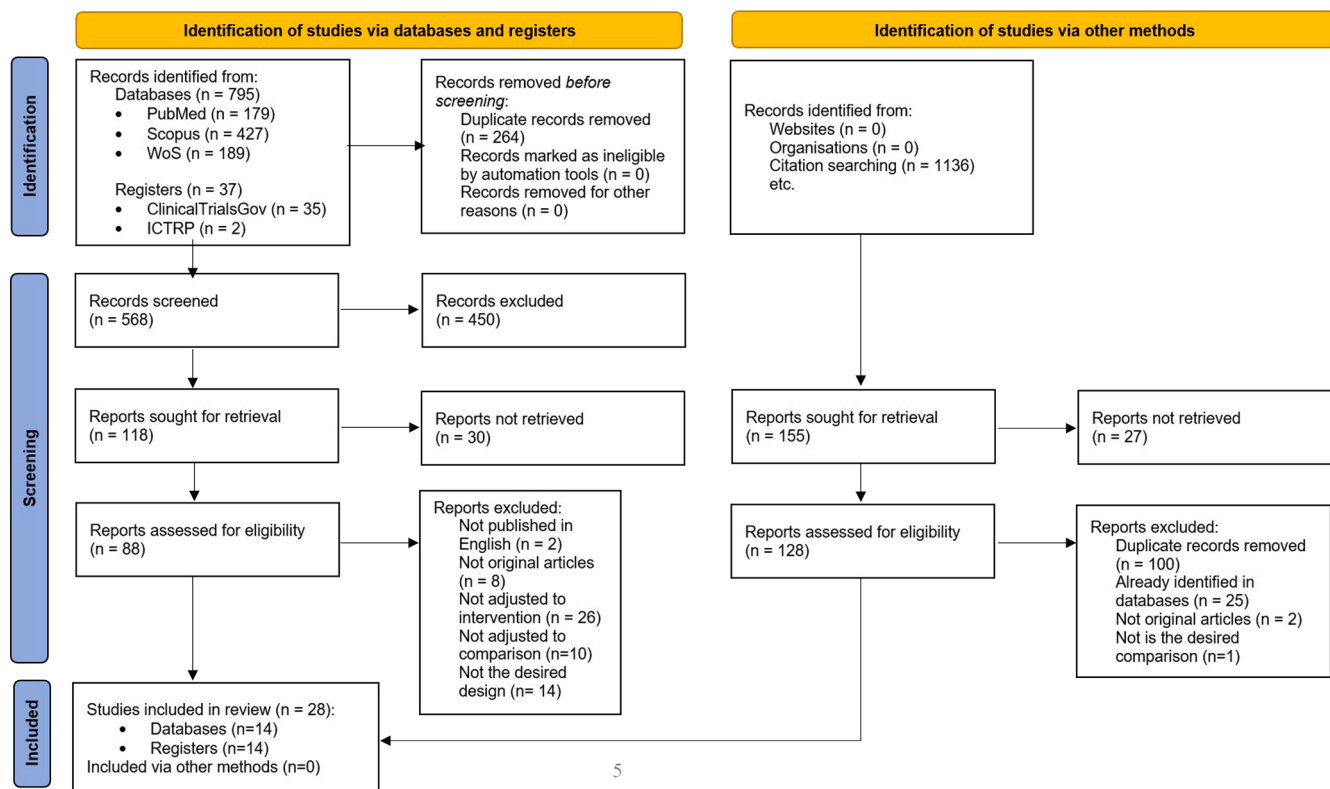 Identification of studies via databases and registers
Identification of studies via other methods
Identification
Records identified from:
Databases (n = 795)
• PubMed (n = 179)
• Scopus (n = 427)
• WoS (n = 189)
Registers (n = 37)
• ClinicalTrialsGov (n = 35)
• ICTRP (n = 2)
Records removed before
screening:
Duplicate records removed
(n = 264)
Records marked as ineligible
by automation tools (n = 0)
Records removed for other
reasons (n = 0)
Records identified from:
Websites (n = 0)
Organisations (n = 0)
Citation searching (n = 1136)
etc.
Screening
Records screened
(n = 568)
Records excluded
(n = 450)
Reports sought for retrieval
(n = 118)
Reports not retrieved
(n = 30)
Reports sought for retrieval
(n = 155)
Reports not retrieved
(n = 27)
Reports assessed for eligibility
(n = 88)
Reports excluded:
Not published in
English (n = 2)
Not original articles
(n = 8)
Not adjusted to
intervention (n = 26)
Not adjusted to
comparison (n=10)
Not the desired
design (n= 14)
Reports assessed for eligibility
(n = 128)
Reports excluded:
Duplicate records removed
(n = 100)
Already identified in
databases (n = 25)
Not original articles (n = 2)
Not is the desired
comparison (n=1)
Included
Studies included in review (n = 28):
• Databases (n=14)
• Registers (n=14)
Included via other methods (n=0)
5